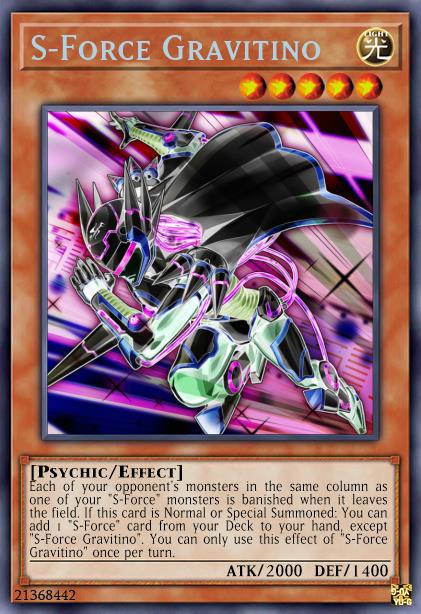 S-Force Gravitino
LIGHT
光
[Psychic/Effect]
Each of your opponent's monsters in the same column as
one of your "S-Force" monsters is banished when it leaves
the field. If this card is Normal or Special Summoned: You can
add 1 "S-Force" card from your Deck to your hand, except
"S-Force Gravitino". You can only use this effect of "S-Force
Gravitino" once per turn.
ATK/2000 DEF/1400
21368442